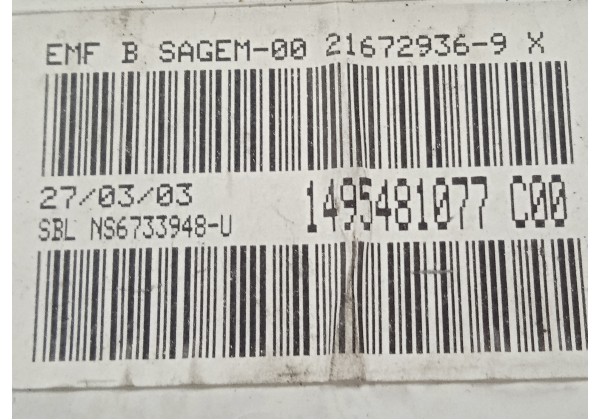 EMF B SAGEM-00 21672936-9 X
27/03/03
1495481077 C00
SBL NS6733948-U